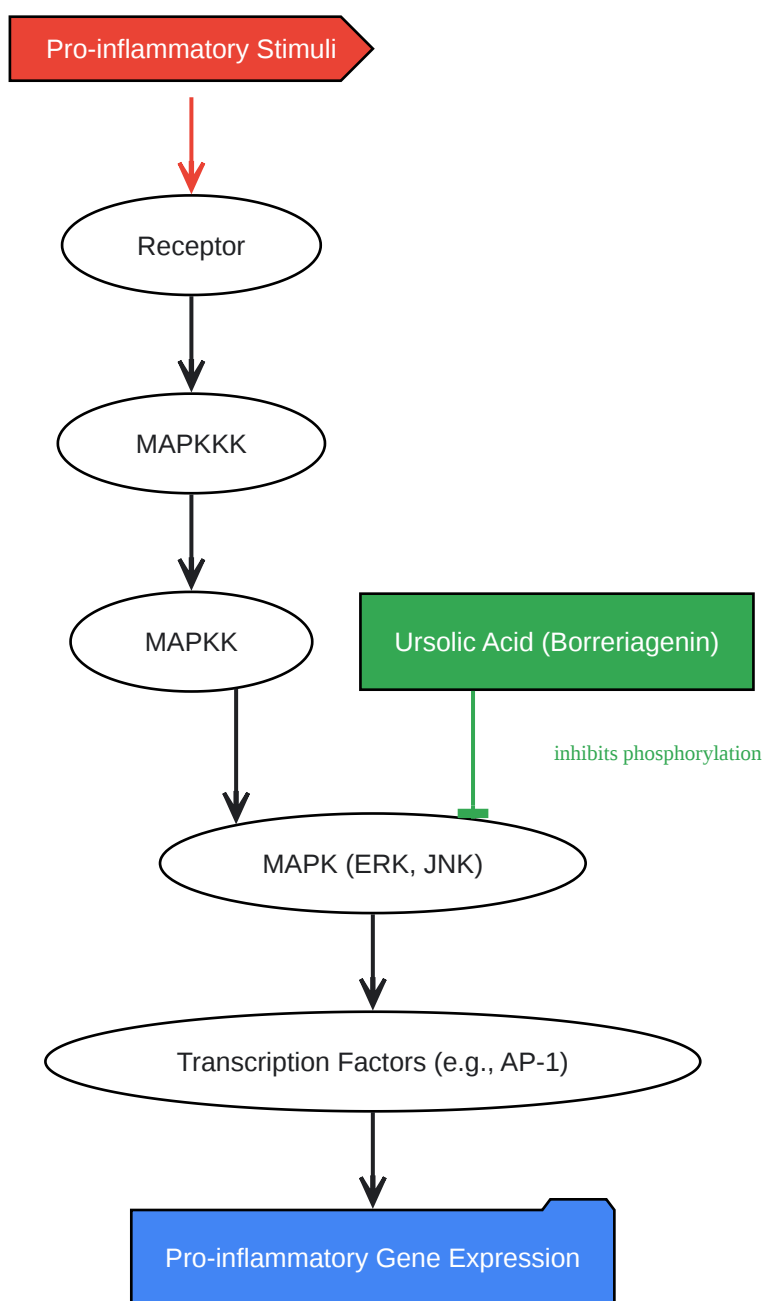 Pro-inflammatory Stimuli
Receptor
MAPKKK
MAPKK
Ursolic Acid (Borreriagenin)
inhibits phosphorylation
MAPK (ERK, JNK)
Transcription Factors (e.g., AP-1)
Pro-inflammatory Gene Expression